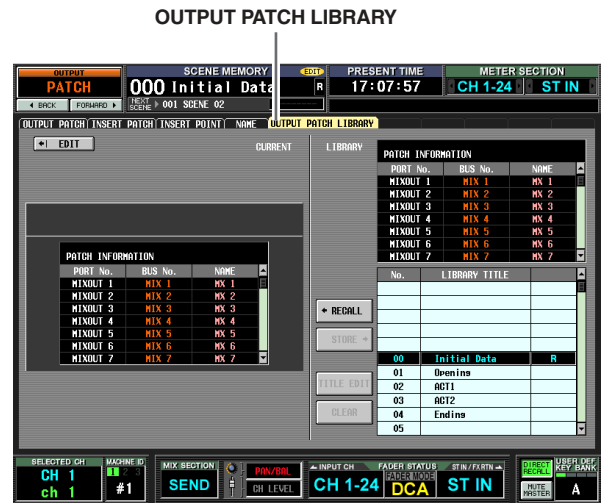 OUTPUT PATCH LIBRARY
OUTPUT
PATCH
BACK FORWARD
SCENE MEMORY EDIT
000 Initial Data R
NEXT SCENE 001 SCENE 02
PRESENT TIME
17:07:57
METER SECTION
CH 1-24 ST IN
OUTPUT PATCH INSERT PATCH INSERT POINT NAME OUTPUT PATCH LIBRARY
EDIT
CURRENT LIBRARY
PATCH INFORMATION
PORT No. BUS No. NAME
MIXOUT 1 MIX 1 MX 1
MIXOUT 2 MIX 2 MX 2
MIXOUT 3 MIX 3 MX 3
MIXOUT 4 MIX 4 MX 4
MIXOUT 5 MIX 5 MX 5
MIXOUT 6 MIX 6 MX 6
MIXOUT 7 MIX 7 MX 7
PATCH INFORMATION
PORT No. BUS No. NAME
MIXOUT 1 MIX 1 MX 1
MIXOUT 2 MIX 2 MX 2
MIXOUT 3 MIX 3 MX 3
MIXOUT 4 MIX 4 MX 4
MIXOUT 5 MIX 5 MX 5
MIXOUT 6 MIX 6 MX 6
MIXOUT 7 MIX 7 MX 7
RECALL
STORE
TITLE EDIT
CLEAR
No. LIBRARY TITLE
00 Initial Data R
01 Opening
02 ACT1
03 ACT2
04 Ending
05
SELECTED CH
CH 1
ch 1
MACHINE ID
1 2 3
#1
MIX SECTION
SEND
PAN/BAL
CH LEVEL
INPUT CH FADER STATUS ST IN/FXRTN
CH 1-24
FADER MODE
DCA
ST IN
DIRECT RECALL
MUTE MASTER
USER DEF KEY BANK
A